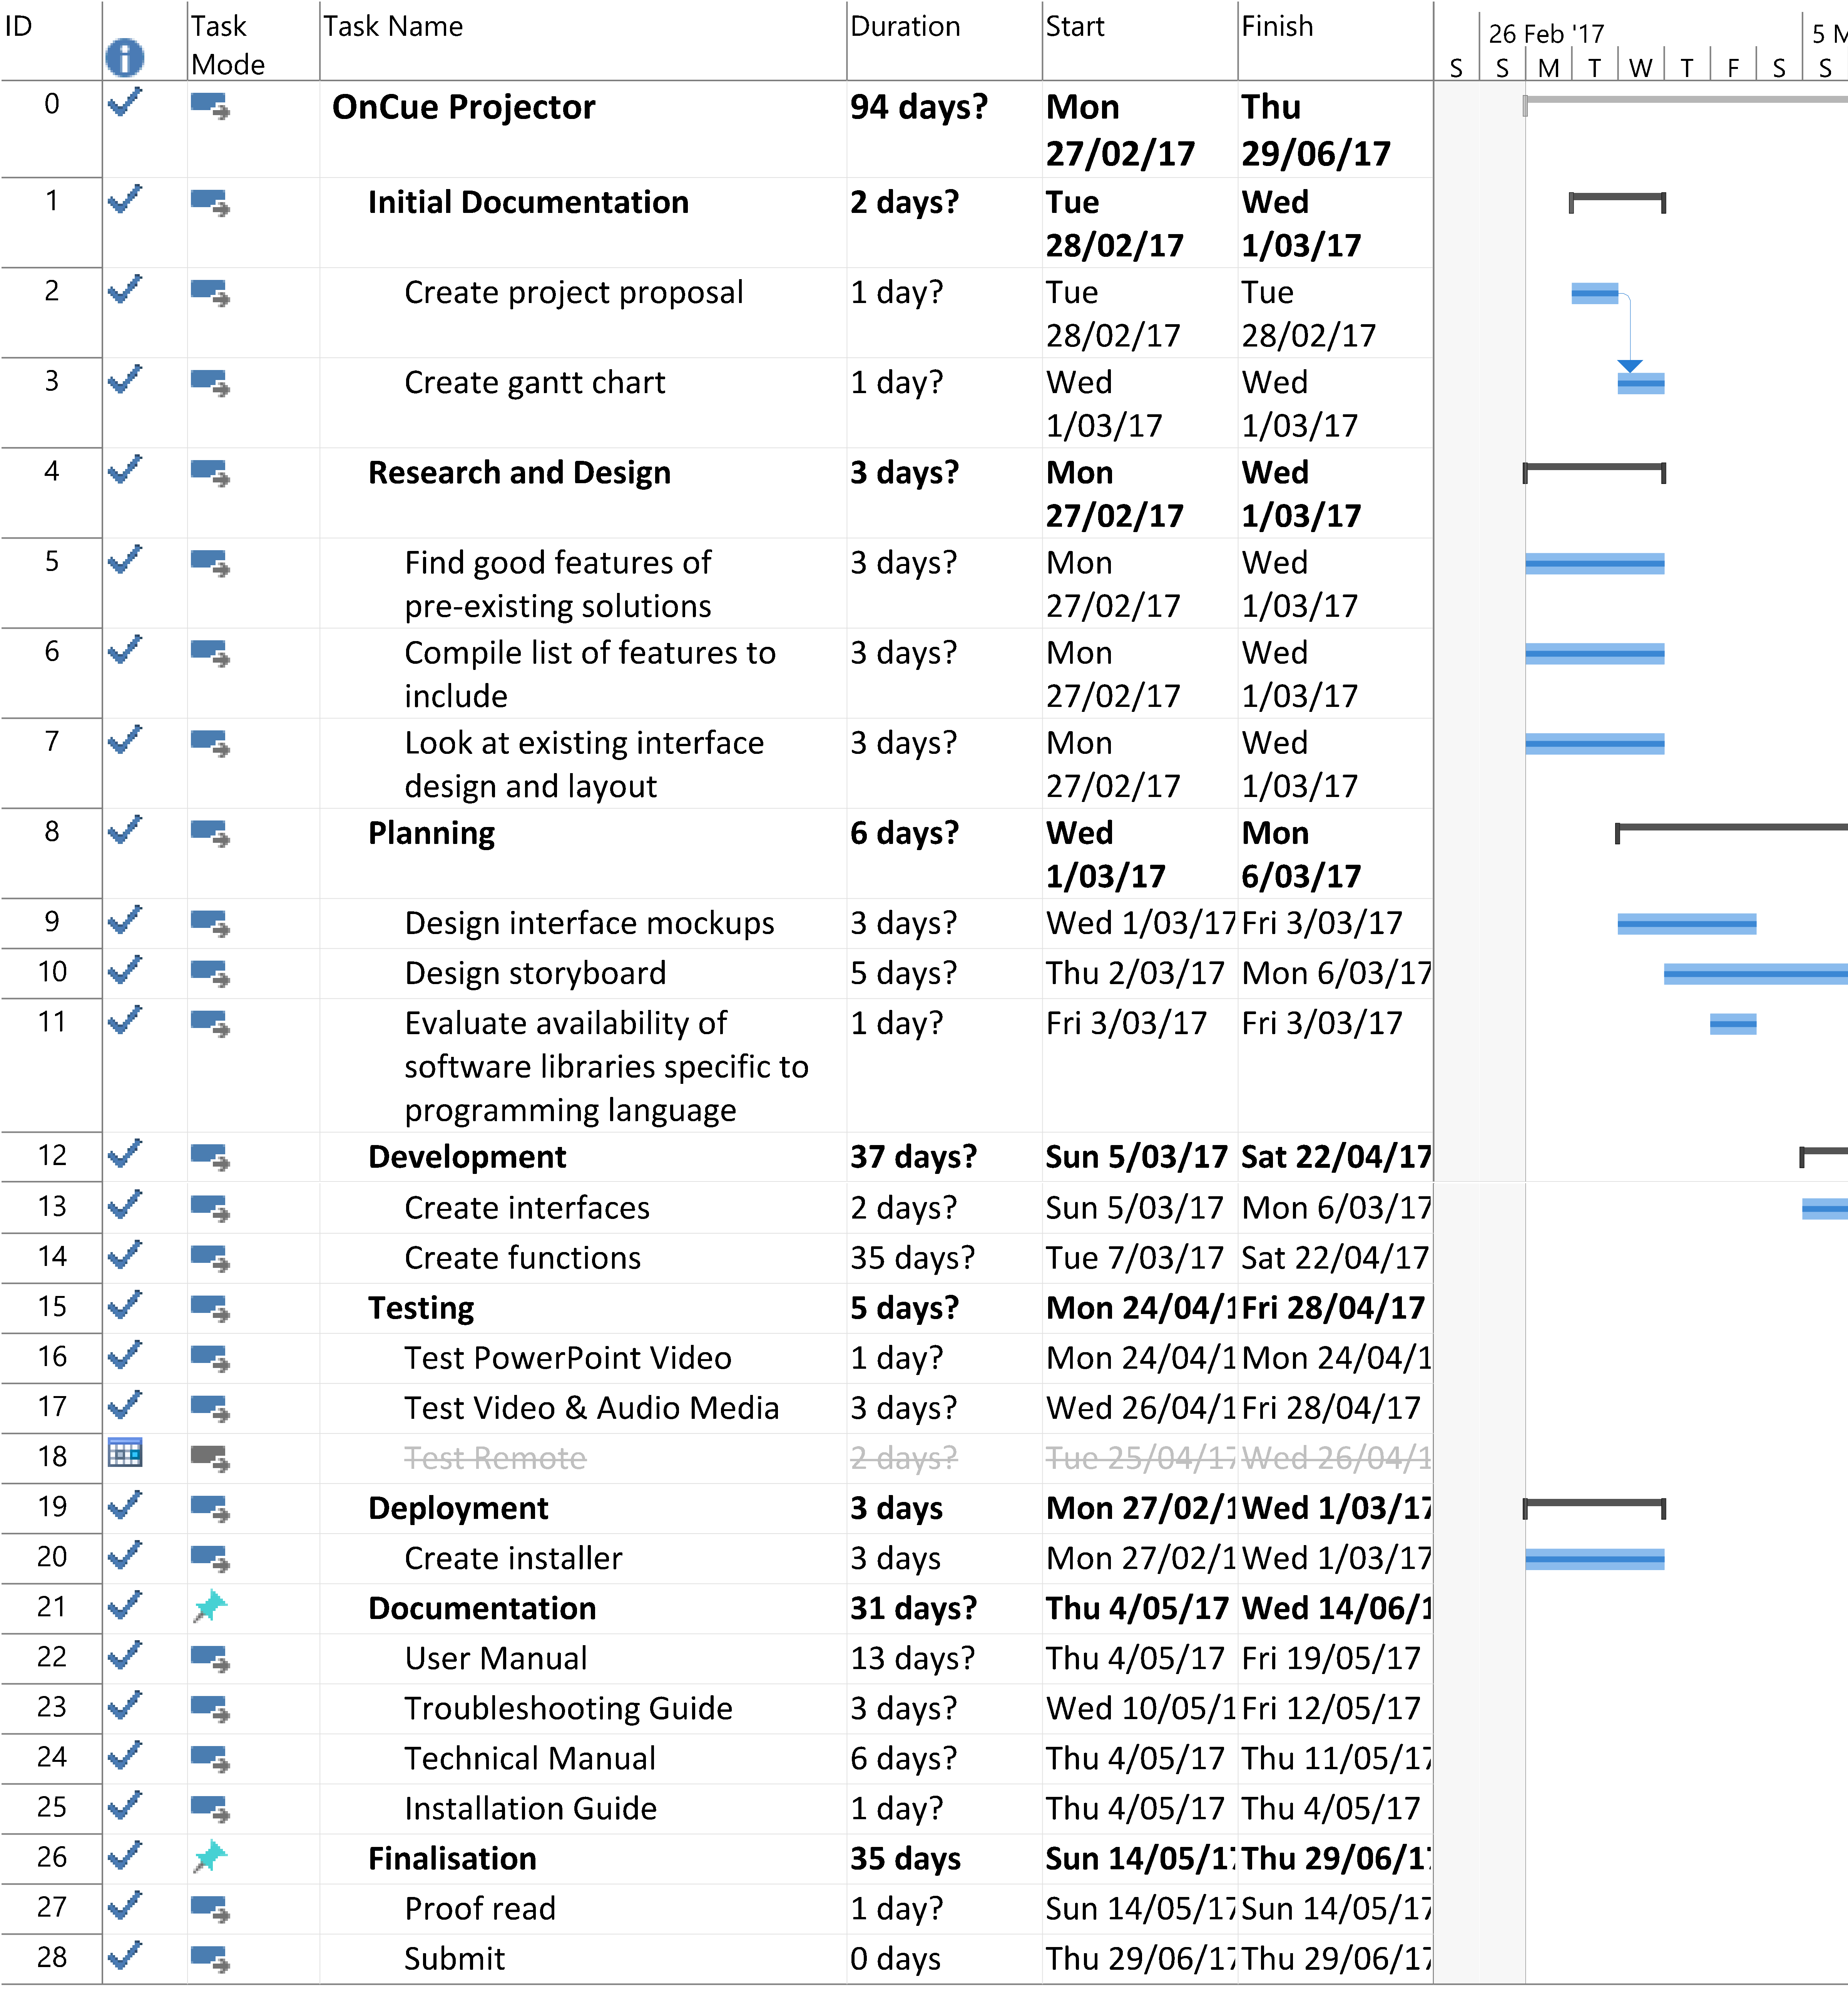 ID Task Mode Task Name Duration Start Finish 26 Feb '17 5 M
S S M T W T F S S
0 OnCue Projector 94 days? Mon 27/02/17 Thu 29/06/17
1 Initial Documentation 2 days? Tue 28/02/17 Wed 1/03/17
2 Create project proposal 1 day? Tue 28/02/17 Tue 28/02/17
3 Create gantt chart 1 day? Wed 1/03/17 Wed 1/03/17
4 Research and Design 3 days? Mon 27/02/17 Wed 1/03/17
5 Find good features of pre-existing solutions 3 days? Mon 27/02/17 Wed 1/03/17
6 Compile list of features to include 3 days? Mon 27/02/17 Wed 1/03/17
7 Look at existing interface design and layout 3 days? Mon 27/02/17 Wed 1/03/17
8 Planning 6 days? Wed 1/03/17 Mon 6/03/17
9 Design interface mockups 3 days? Wed 1/03/17 Fri 3/03/17
10 Design storyboard 5 days? Thu 2/03/17 Mon 6/03/17
11 Evaluate availability of software libraries specific to programming language 1 day? Fri 3/03/17 Fri 3/03/17
12 Development 37 days? Sun 5/03/17 Sat 22/04/17
13 Create interfaces 2 days? Sun 5/03/17 Mon 6/03/17
14 Create functions 35 days? Tue 7/03/17 Sat 22/04/17
15 Testing 5 days? Mon 24/04/1 Fri 28/04/17
16 Test PowerPoint Video 1 day? Mon 24/04/1 Mon 24/04/1
17 Test Video & Audio Media 3 days? Wed 26/04/1 Fri 28/04/17
18 Test Remote 2 days? Tue 25/04/17 Wed 26/04/1
19 Deployment 3 days Mon 27/02/1 Wed 1/03/17
20 Create installer 3 days Mon 27/02/1 Wed 1/03/17
21 Documentation 31 days? Thu 4/05/17 Wed 14/06/1
22 User Manual 13 days? Thu 4/05/17 Fri 19/05/17
23 Troubleshooting Guide 3 days? Wed 10/05/1 Fri 12/05/17
24 Technical Manual 6 days? Thu 4/05/17 Thu 11/05/17
25 Installation Guide 1 day? Thu 4/05/17 Thu 4/05/17
26 Finalisation 35 days Sun 14/05/17 Thu 29/06/17
27 Proof read 1 day? Sun 14/05/17 Sun 14/05/17
28 Submit 0 days Thu 29/06/17 Thu 29/06/17